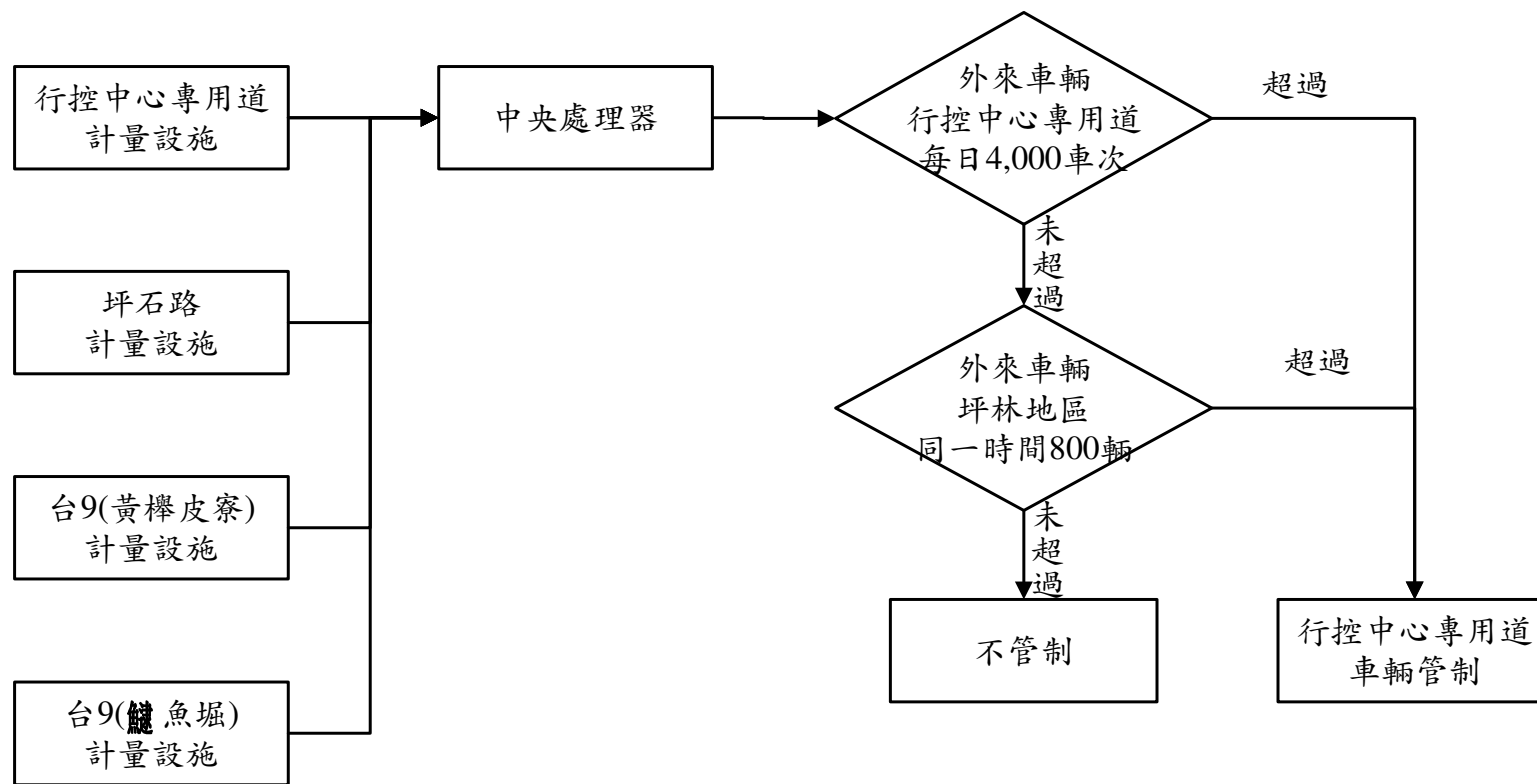 行控中心專用道
計量設施
中央處理器
外來車輛
行控中心專用道
每日4,000車次
超過
未超過
坪石路
計量設施
外來車輛
坪林地區
同一時間800輛
超過
未超過
台9(黃櫸皮寮)
計量設施
不管制
行控中心專用道
車輛管制
台9(鰎魚堀)
計量設施